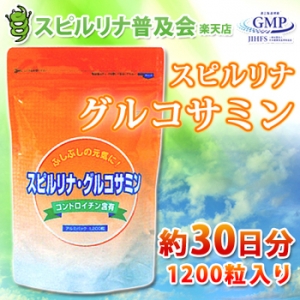 スピルリナ普及会 楽天店
GMP
JIHFS
スピルリナ
グルコサミン
ふしぶしの元気に!
スピルリナ・グルコサミン
コンドロイチン含有
約30日分
1200粒入り